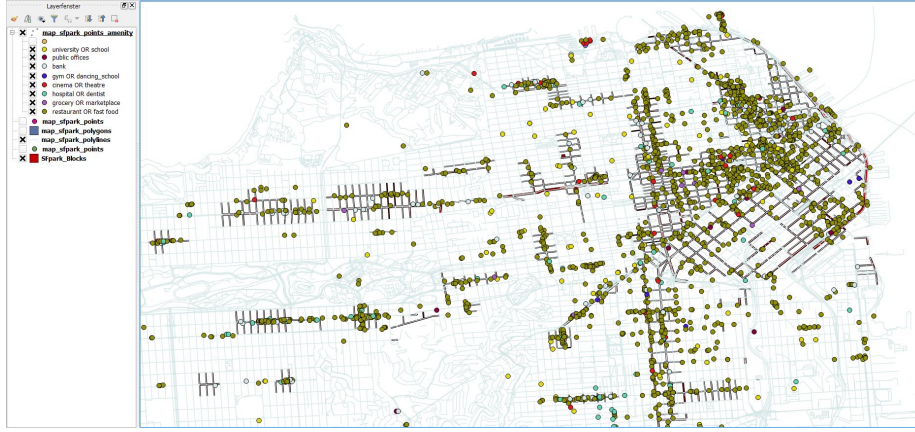 Layerfenster
map_sfpark_points_amenity
university OR school
public offices
bank
gym OR dancing_school
cinema OR theatre
hospital OR dentist
grocery OR marketplace
restaurant OR fast food
map_sfpark_points
map_sfpark_polygons
map_sfpark_polylines
map_sfpark_points
SFpark_Blocks